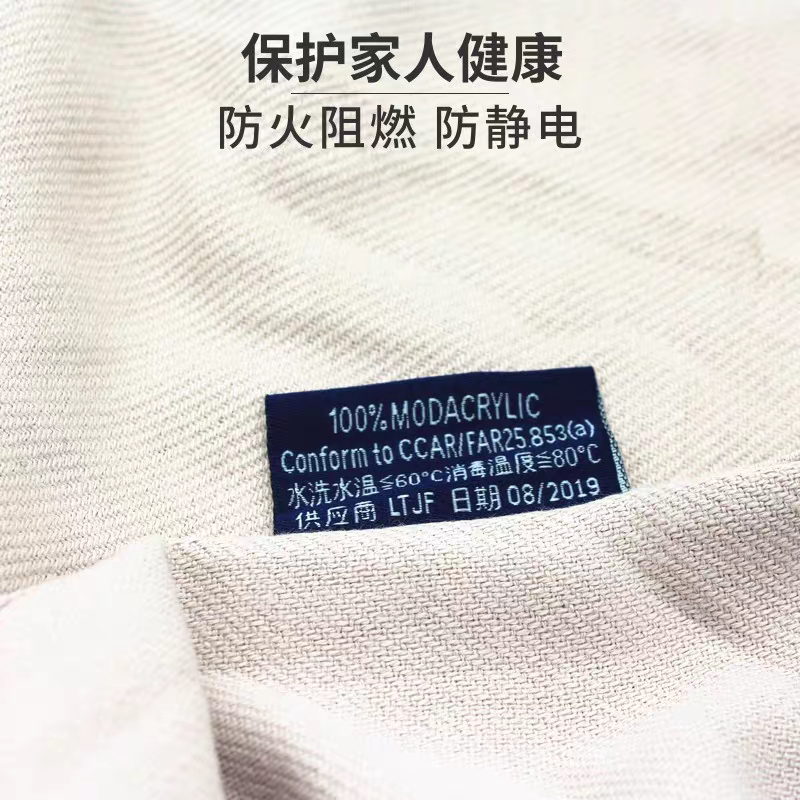 保护家人健康
防火阻燃 防静电
100%MODACRYLIC
Conform to CCAR/FAR25.853(a)
水洗水温≦60°C消毒温度≦80°C
供应商 LTJF 日期 08/2019